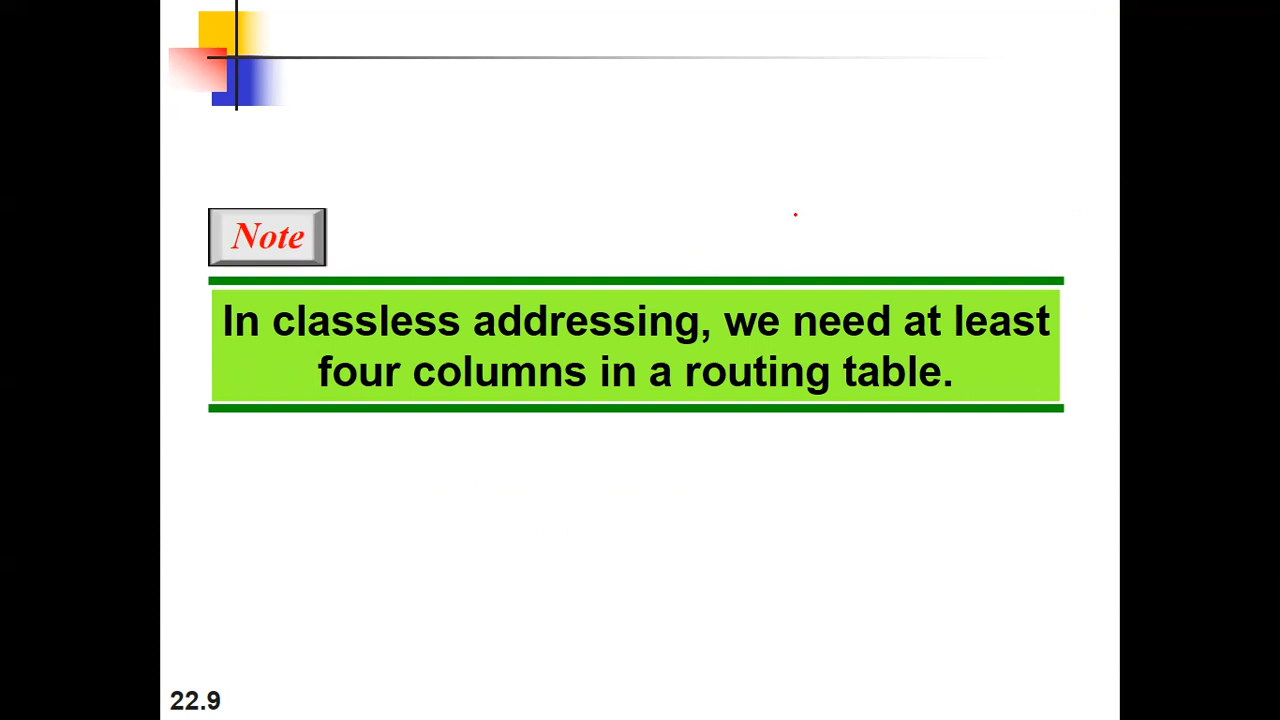 Note
In classless addressing, we need at least
four columns in a routing table.
22.9